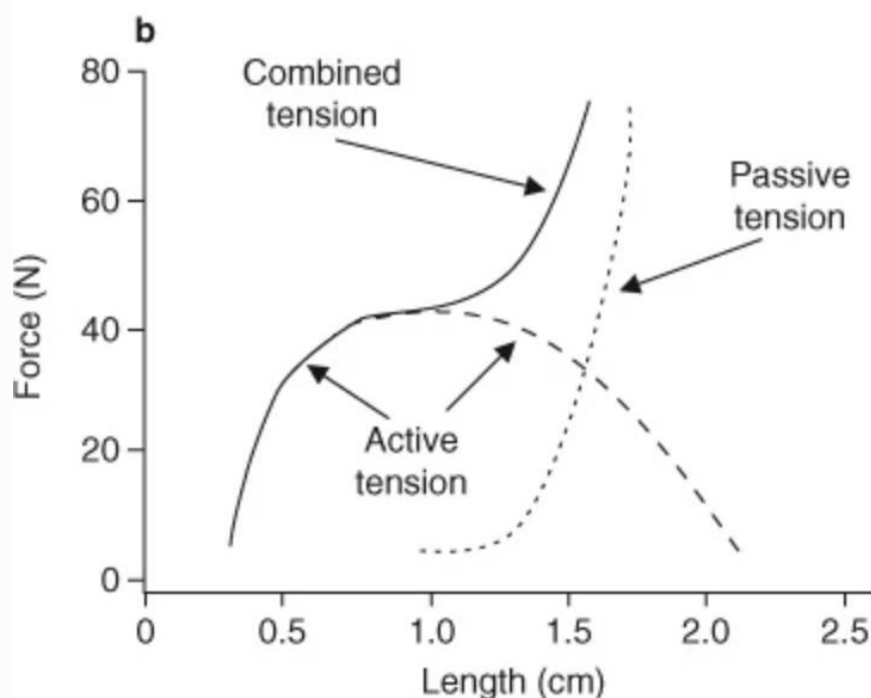 b
80
Combined
tension
60
Passive
tension
Force (N)
40
Active
tension
20
0
0 0.5 1.0 1.5 2.0 2.5
Length (cm)